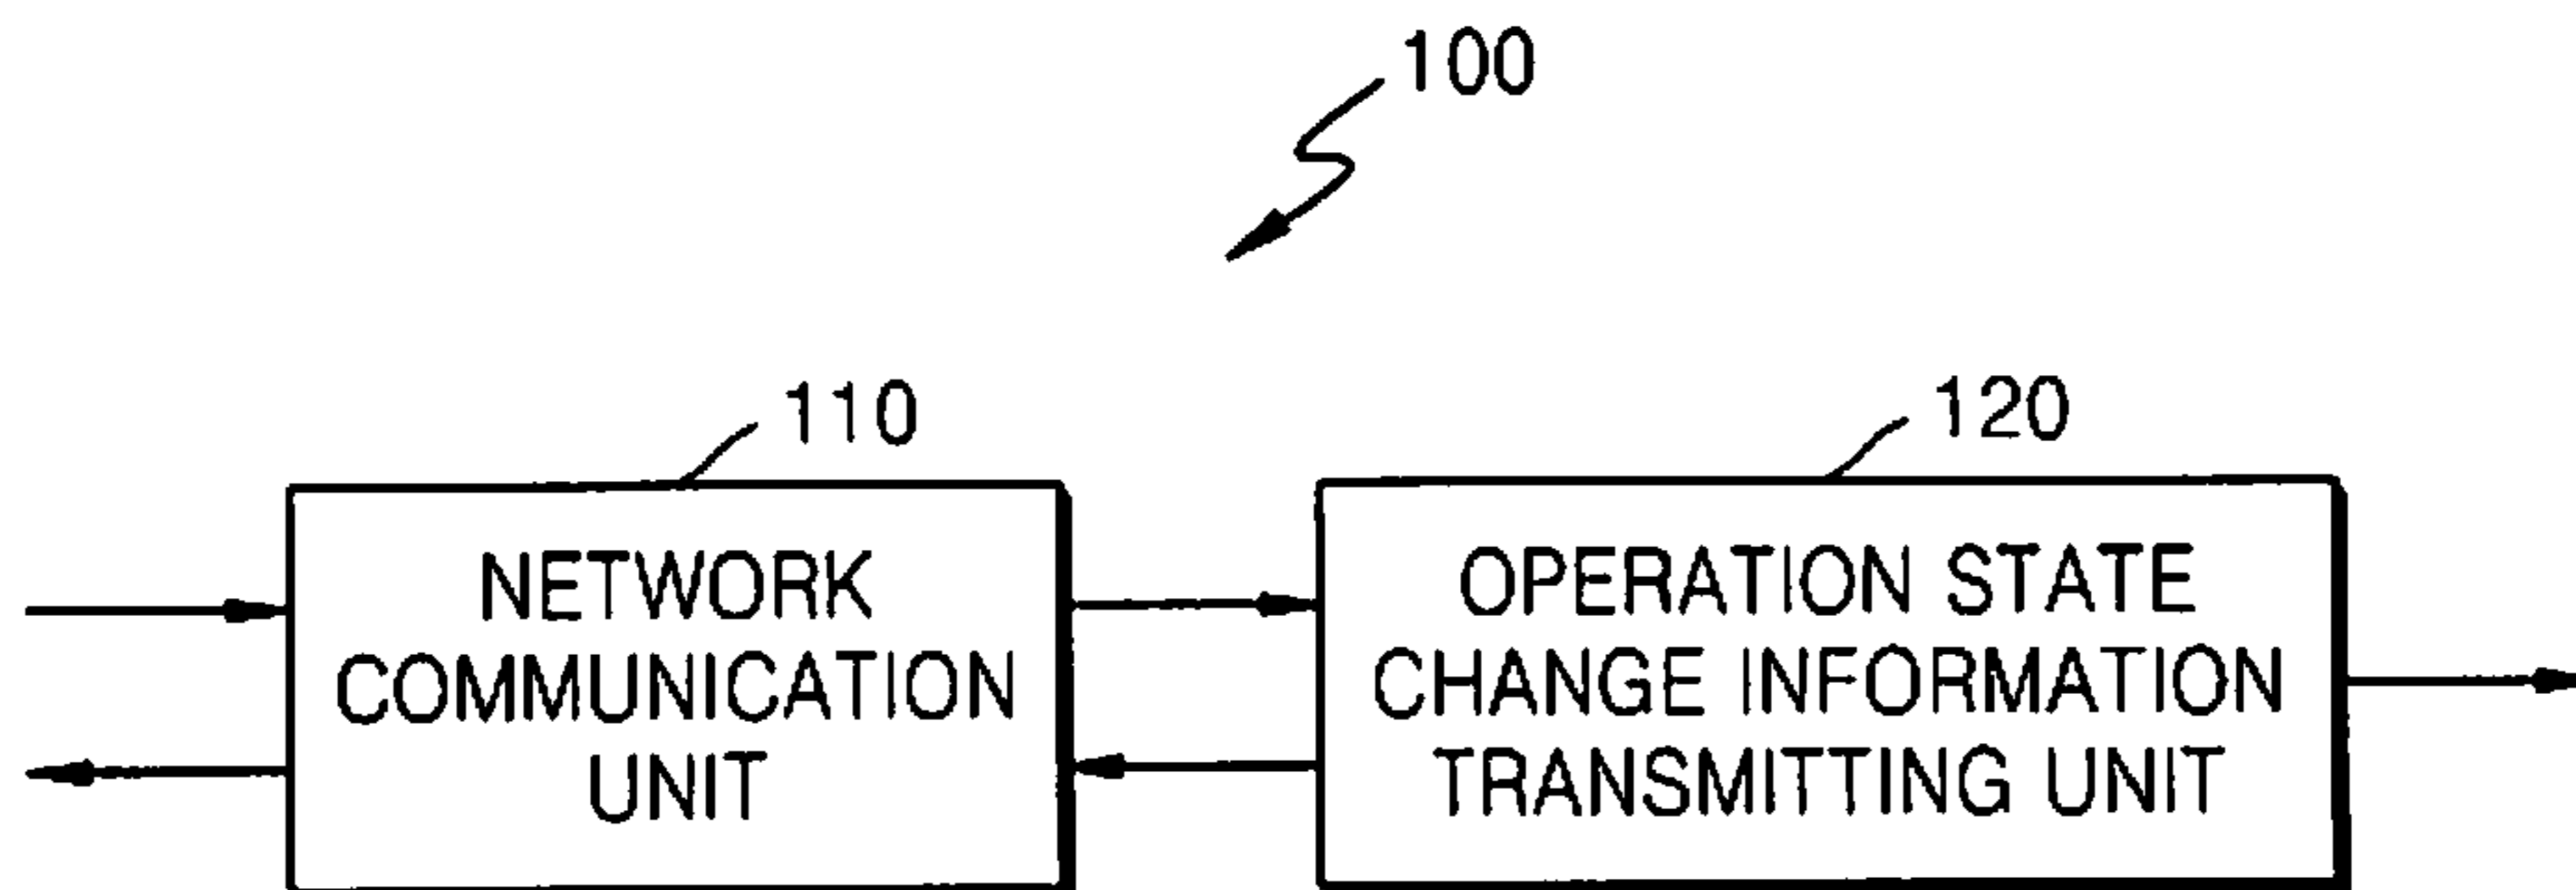 100
110
120
NETWORK
COMMUNICATION
UNIT
OPERATION STATE
CHANGE INFORMATION
TRANSMITTING UNIT